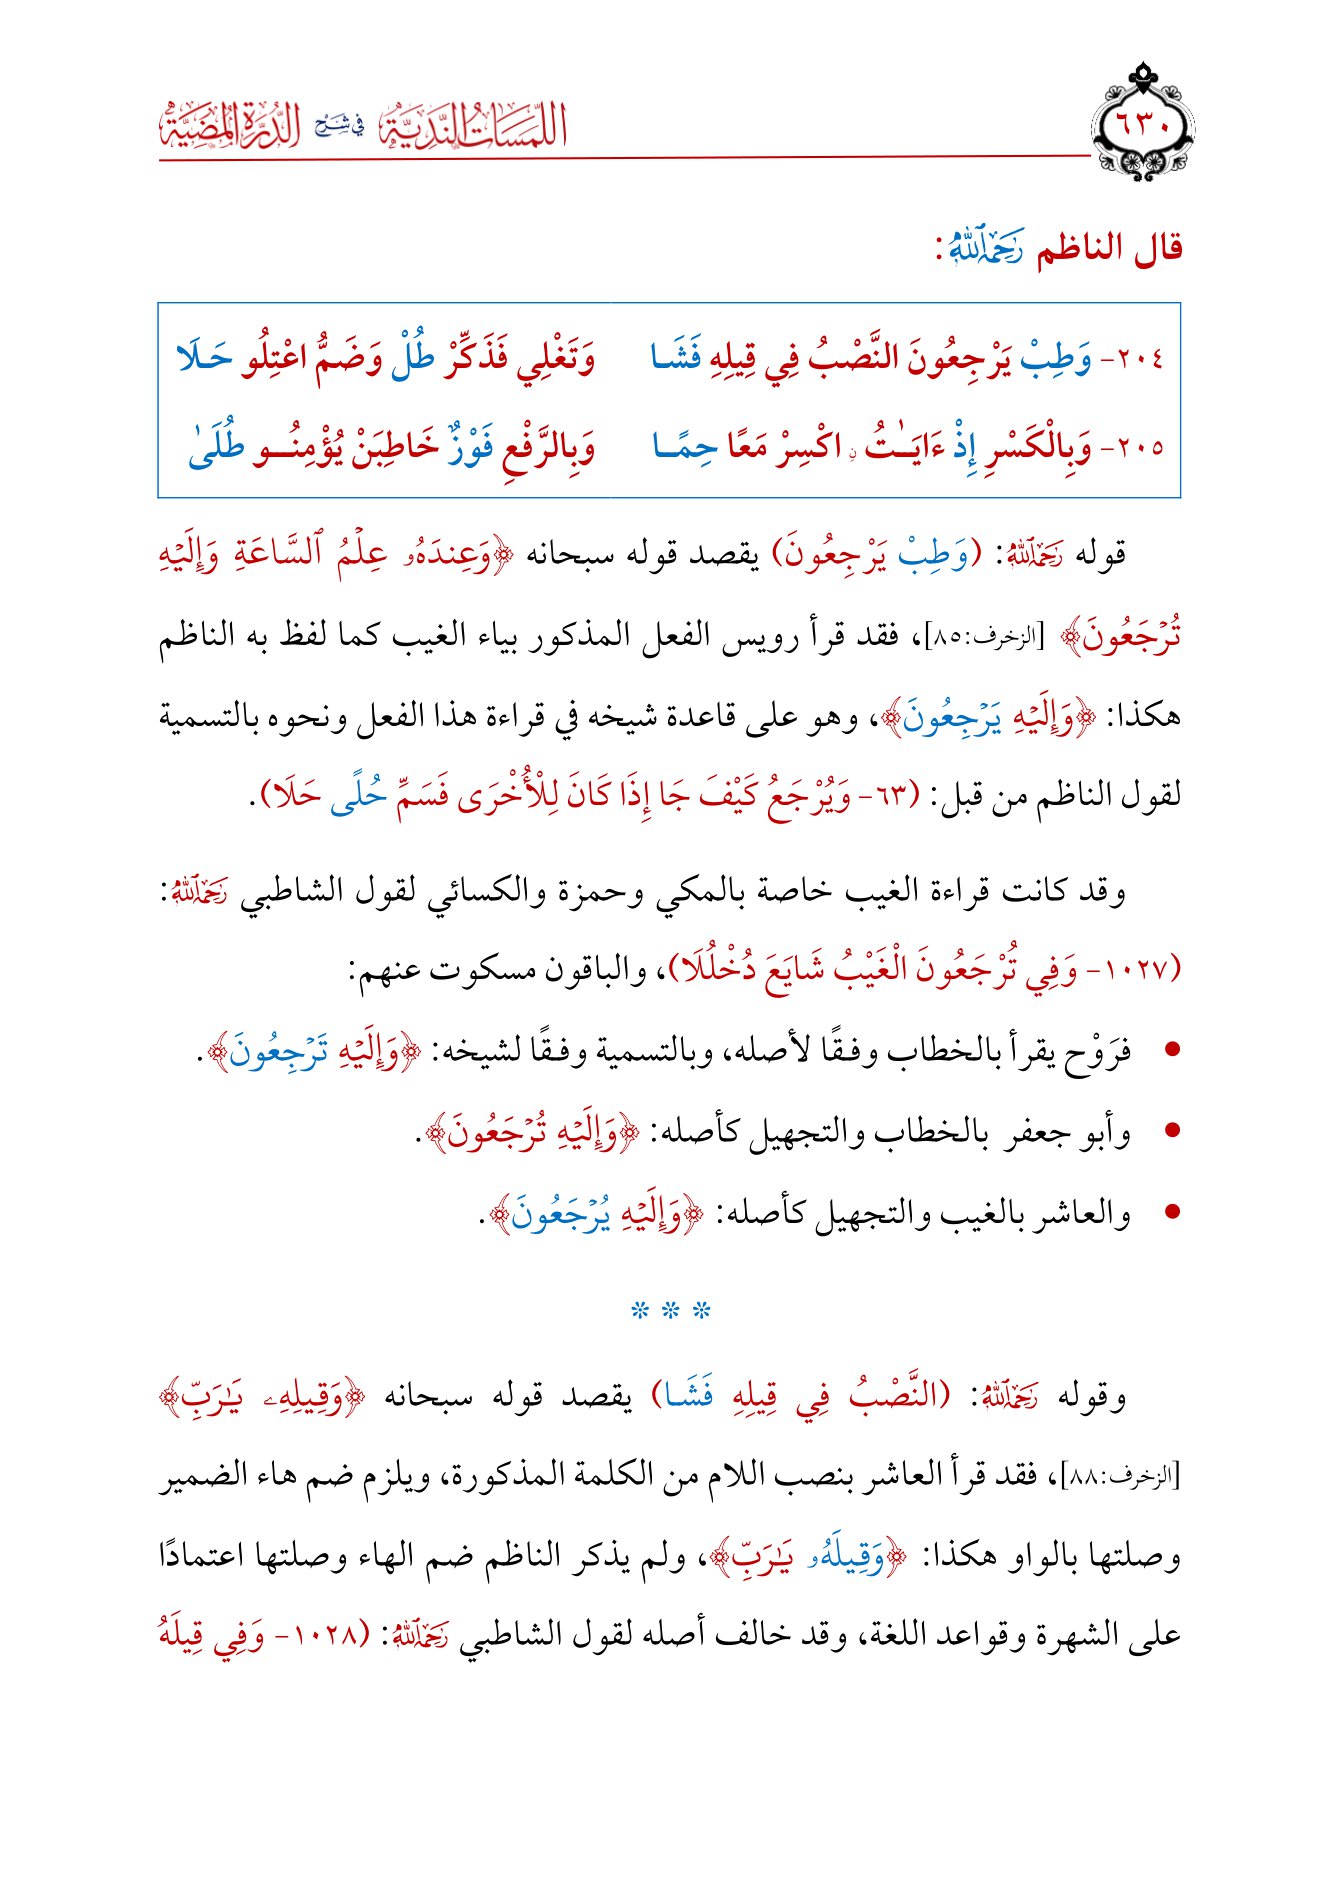 ٦٣٠
اللمسات الندية في شرح الدرة المضية
قال الناظم رَحِمَهُ ٱللَّهُ:
٢٠٤- وَطِبْ يَرْجِعُونَ النَّصْبُ فِي قِيلِهِ فَشَـا وَتَغْلِي فَذَكِّرْ طُلْ وَضَمُّ اعْتِلُو حَـلَا
٢٠٥- وَبِالْكَسْرِ إِذْ ءَايَـٰتُ نِ اكْسِرْ مَعًا حِمًـا وَبِالرَّفْعِ فَوْزٌ خَاطِبَنْ يُؤْمِنُـــو طُلَىٰ
قوله رَحِمَهُ ٱللَّهُ: (وَطِبْ يَرْجِعُونَ) يقصد قوله سبحانه ﴿وَعِندَهُۥ عِلْمُ ٱلسَّاعَةِ وَإِلَيْهِ
تُرْجَعُونَ﴾ [الزخرف:٨٥]، فقد قرأ رويس الفعل المذكور بياء الغيب كما لفظ به الناظم
هكذا: ﴿وَإِلَيْهِ يَرْجِعُونَ﴾، وهو على قاعدة شيخه في قراءة هذا الفعل ونحوه بالتسمية
لقول الناظم من قبل: (٦٣- وَيُرْجَعُ كَيْفَ جَا إِذَا كَانَ لِلْأُخْرَى فَسَمِّ حُلًى حَلَا).
وقد كانت قراءة الغيب خاصة بالمكي وحمزة والكسائي لقول الشاطبي رَحِمَهُ ٱللَّهُ:
(١٠٢٧- وَفِي تُرْجَعُونَ الْغَيْبُ شَايَعَ دُخْلُلَا)، والباقون مسكوت عنهم:
• فرَوْح يقرأ بالخطاب وفـقًا لأصله، وبالتسمية وفـقًا لشيخه: ﴿وَإِلَيْهِ تَرْجِعُونَ﴾.
• وأبو جعفر بالخطاب والتجهيل كأصله: ﴿وَإِلَيْهِ تُرْجَعُونَ﴾.
• والعاشر بالغيب والتجهيل كأصله: ﴿وَإِلَيْهِ يُرْجَعُونَ﴾.
* * *
وقوله رَحِمَهُ ٱللَّهُ: (النَّصْبُ فِي قِيلِهِ فَشَـا) يقصد قوله سبحانه ﴿وَقِيلِهِۦ يَـٰرَبِّ﴾
[الزخرف:٨٨]، فقد قرأ العاشر بنصب اللام من الكلمة المذكورة، ويلزم ضم هاء الضمير
وصلتها بالواو هكذا: ﴿وَقِيلَهُۥ يَـٰرَبِّ﴾، ولم يذكر الناظم ضم الهاء وصلتها اعتمادًا
على الشهرة وقواعد اللغة، وقد خالف أصله لقول الشاطبي رَحِمَهُ ٱللَّهُ: (١٠٢٨- وَفِي قِيلَهُ